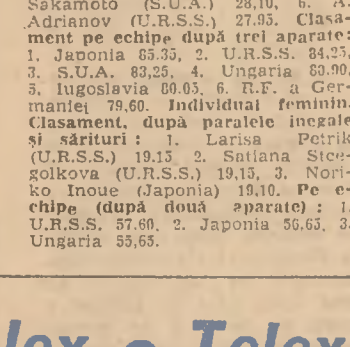 Sakamoto (S.U.A.) 28,10, 6. A.
Adrianov (U.R.S.S.) 27.95. Clasa-
ment pe echipe după trei aparate:
1. Japonia 85.35, 2. U.R.S.S. 84,25,
3. S.U.A. 83,25, 4. Ungaria 80.90,
5, Iugoslavia 80.05, 6. R.F. a Ger-
maniei 79,60. Individual feminin.
Clasament, după paralele inegale
și sărituri : 1. Larisa Petrik
(U.R.S.S.) 19.15, 2. Satiana Stce-
golkova (U.R.S.S.) 19,15, 3. Nori-
ko Inoue (Japonia) 19,10. Pe e-
chipe (după două aparate) : 1.
U.R.S.S. 57.60, 2. Japonia 56.65, 3.
Ungaria 55,65.
lex • Telex